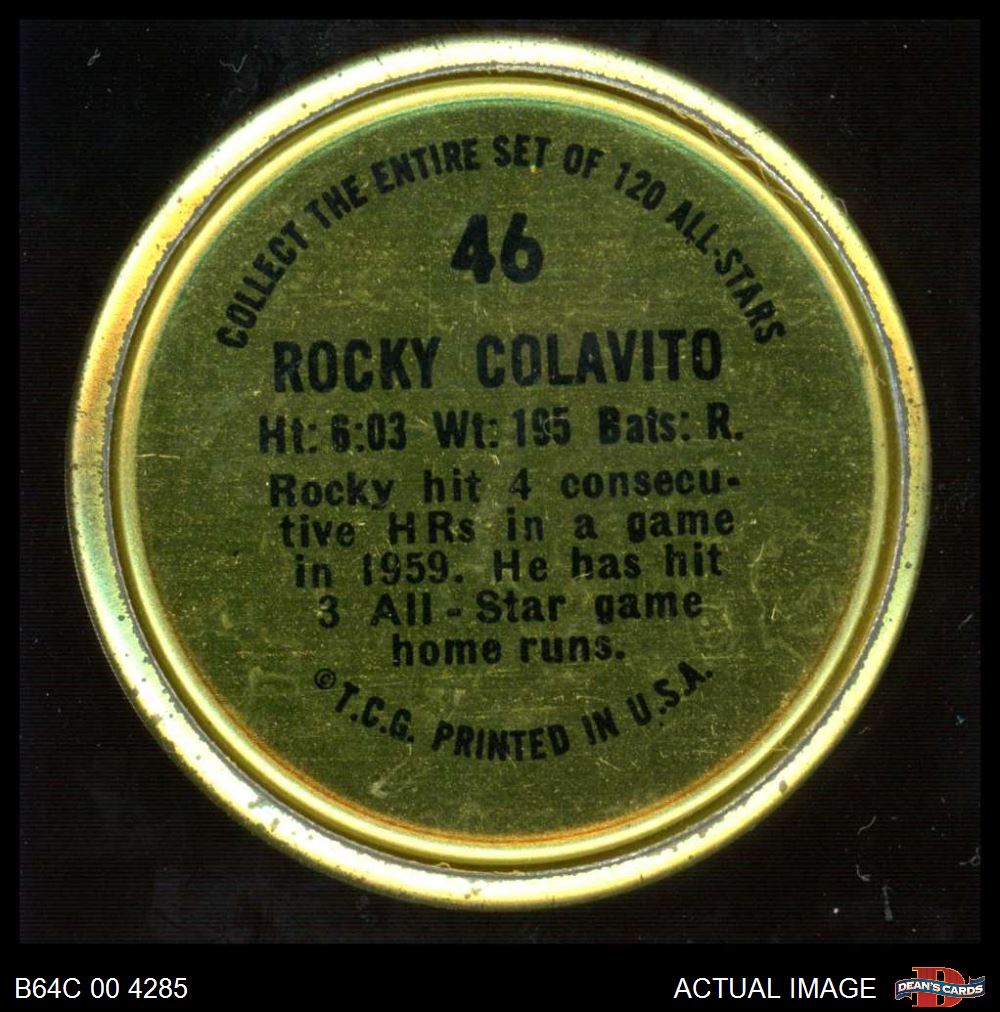 COLLECT THE ENTIRE SET OF 120 ALL-STARS
46
ROCKY COLAVITO
Ht: 6:03 Wt: 195 Bats: R.
Rocky hit 4 consecu-
tive HRs in a game
in 1959. He has hit
3 All-Star game
home runs.
© T.C.G. PRINTED IN U.S.A.
B64C 00 4285
ACTUAL IMAGE
D
DEAN'S CARDS